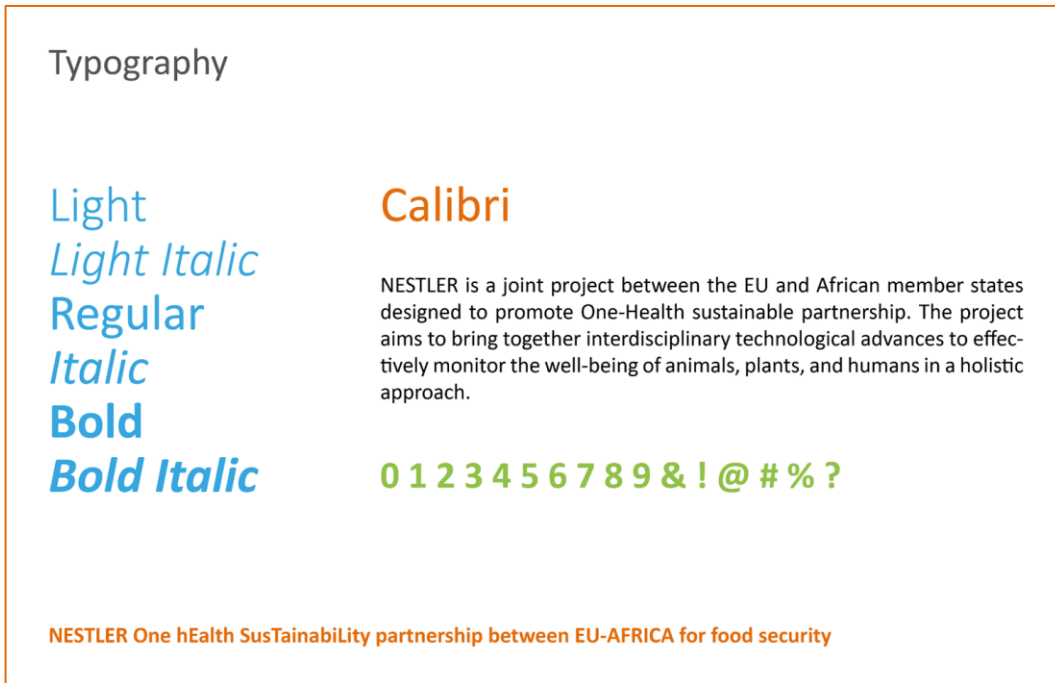 Typography
Light
Light Italic
Regular
Italic
Bold
Bold Italic
Calibri
NESTLER is a joint project between the EU and African member states
designed to promote One-Health sustainable partnership. The project
aims to bring together interdisciplinary technological advances to effec-
tively monitor the well-being of animals, plants, and humans in a holistic
approach.
0 1 2 3 4 5 6 7 8 9 & ! @ # % ?
NESTLER One hEalth SusTainabiLity partnership between EU-AFRICA for food security